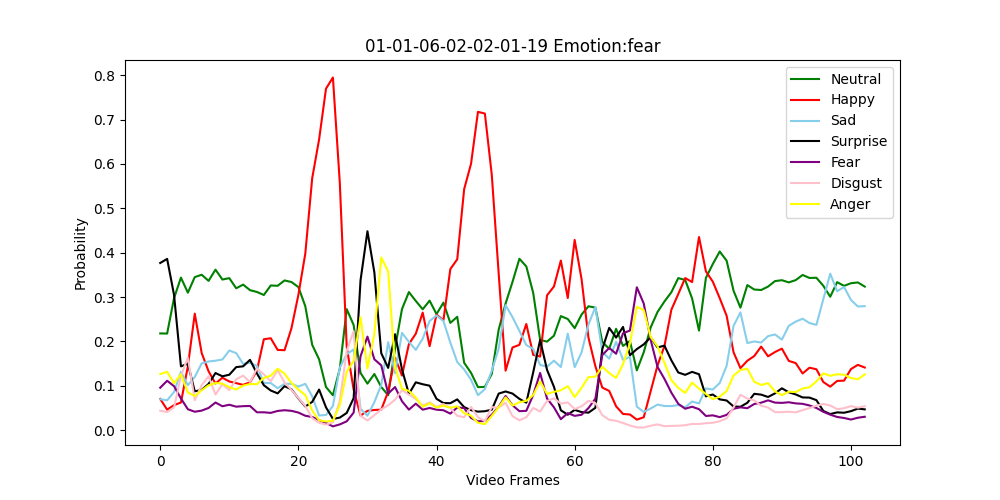 01-01-06-02-02-01-19 Emotion:fear
Probability
0.8
0.7
0.6
0.5
0.4
0.3
0.2
0.1
0.0
Neutral
Happy
Sad
Surprise
Fear
Disgust
Anger
0 20 40 60 80 100
Video Frames